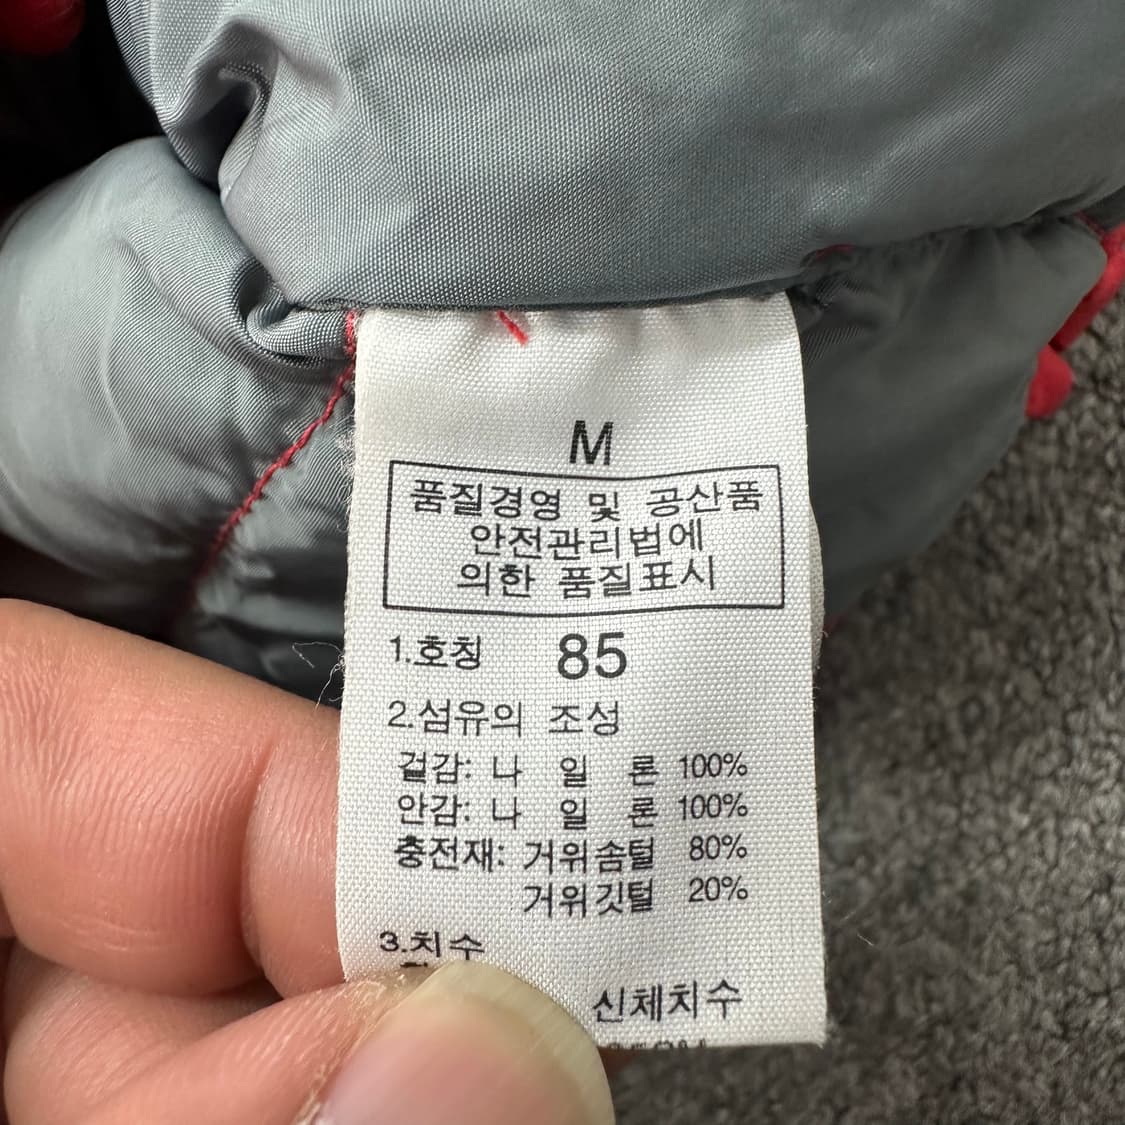 M
품질경영 및 공산품
안전관리법에
의한 품질표시
1.호칭 85
2.섬유의 조성
겉감: 나 일 론 100%
안감: 나 일 론 100%
충전재: 거위솜털 80%
거위깃털 20%
3.치수
신체치수